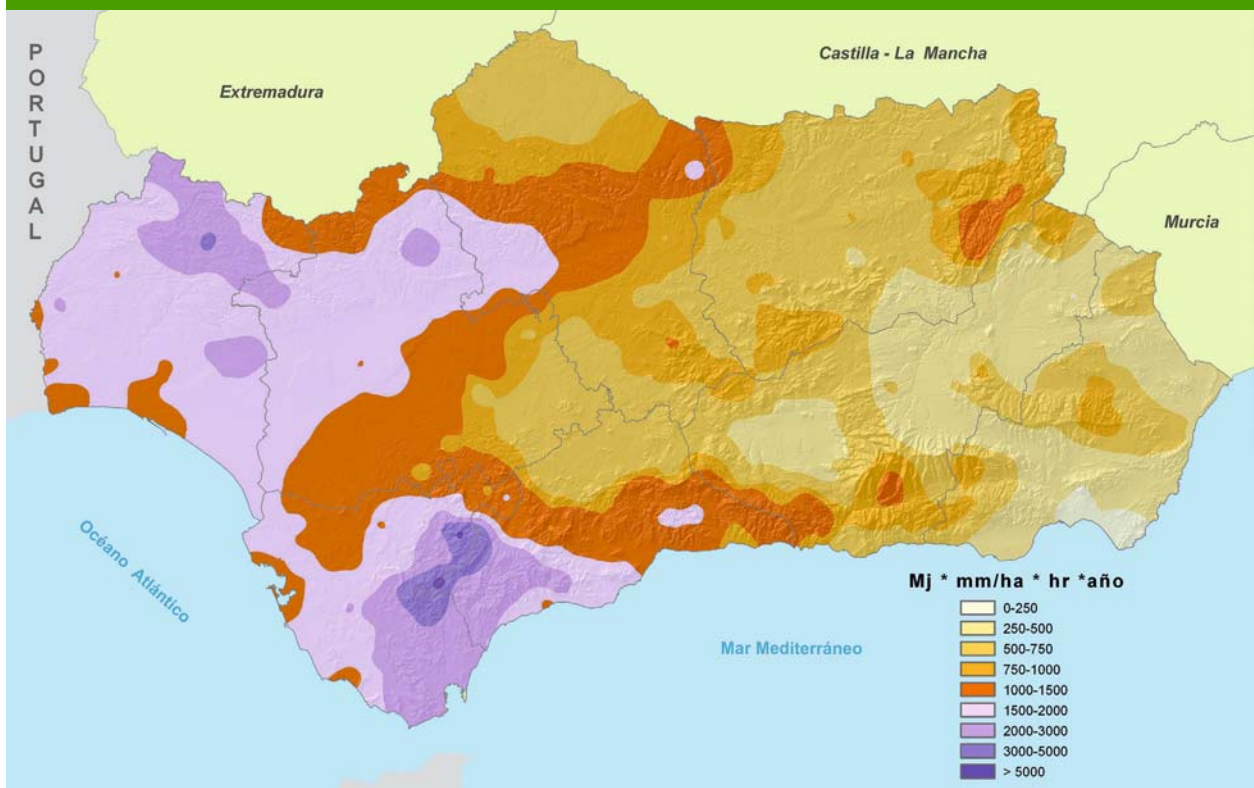 PORTUGAL
Extremadura
Castilla - La Mancha
Murcia
Océano Atlántico
Mar Mediterráneo
Mj * mm/ha * hr *año
0-250
250-500
500-750
750-1000
1000-1500
1500-2000
2000-3000
3000-5000
> 5000